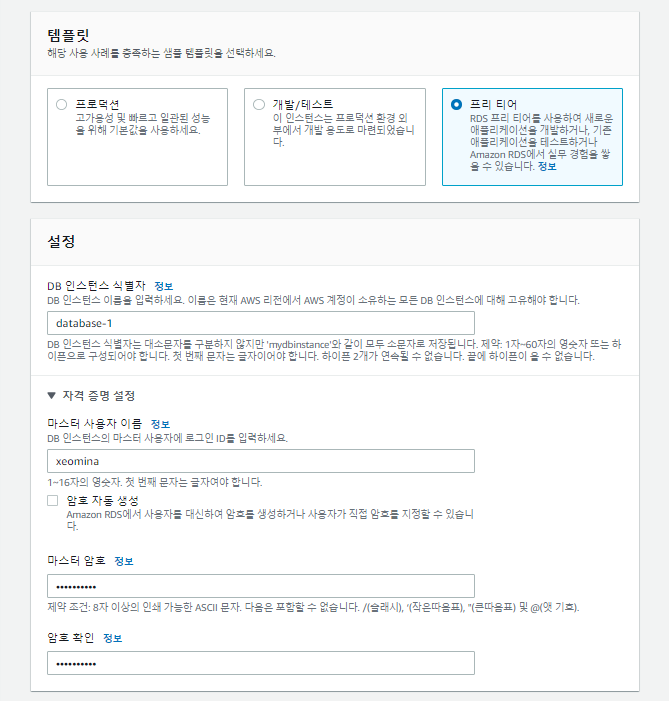 템플릿
해당 사용 사례를 충족하는 샘플 템플릿을 선택하세요.
프로덕션
고가용성 및 빠르고 일관된 성능
을 위해 기본값을 사용하세요.
개발/테스트
이 인스턴스는 프로덕션 환경 외
부에서 개발 용도로 마련되었습니
다.
프리 티어
RDS 프리 티어를 사용하여 새로운
애플리케이션을 개발하거나, 기존
애플리케이션을 테스트하거나
Amazon RDS에서 실무 경험을 쌓
을 수 있습니다. 정보
설정
DB 인스턴스 식별자 정보
DB 인스턴스 이름을 입력하세요. 이름은 현재 AWS 리전에서 AWS 계정이 소유하는 모든 DB 인스턴스에 대해 고유해야 합니다.
database-1
DB 인스턴스 식별자는 대소문자를 구분하지 않지만 'mydbinstance'와 같이 모두 소문자로 저장됩니다. 제약: 1자~60자의 영숫자 또는 하
이픈으로 구성되어야 합니다. 첫 번째 문자는 글자이어야 합니다. 하이픈 2개가 연속될 수 없습니다. 끝에 하이픈이 올 수 없습니다.
▼ 자격 증명 설정
마스터 사용자 이름 정보
DB 인스턴스의 마스터 사용자에 로그인 ID를 입력하세요.
xeomina
1~16자의 영숫자. 첫 번째 문자는 글자여야 합니다.
암호 자동 생성
Amazon RDS에서 사용자를 대신하여 암호를 생성하거나 사용자가 직접 암호를 지정할 수 있습니
다.
마스터 암호 정보
••••••••••
제약 조건: 8자 이상의 인쇄 가능한 ASCII 문자. 다음은 포함할 수 없습니다. /(슬래시), '(작은따옴표), "(큰따옴표) 및 @(앳 기호).
암호 확인 정보
••••••••••